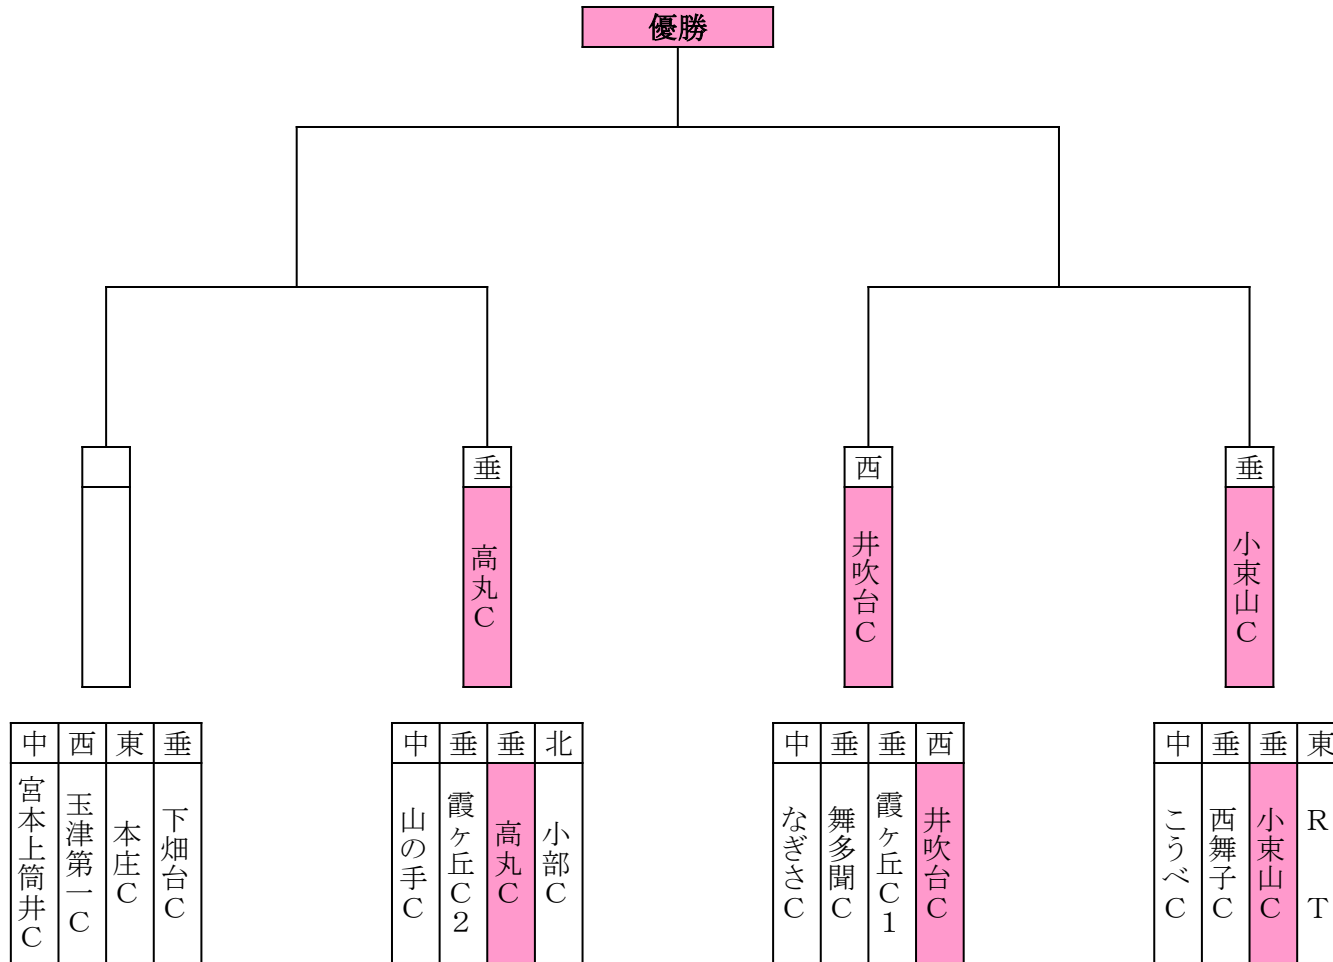 優勝
垂
高丸C
西
井吹台C
垂
小東山C
中
宮本上筒井C
西
玉津第一C
東
本庄C
垂
下畑台C
中
山の手C
垂
霞ヶ丘C2
垂
高丸C
北
小部C
中
なぎさC
垂
舞多聞C
垂
霞ヶ丘C1
西
井吹台C
中
こうべC
垂
西舞子C
垂
小東山C
東
R T